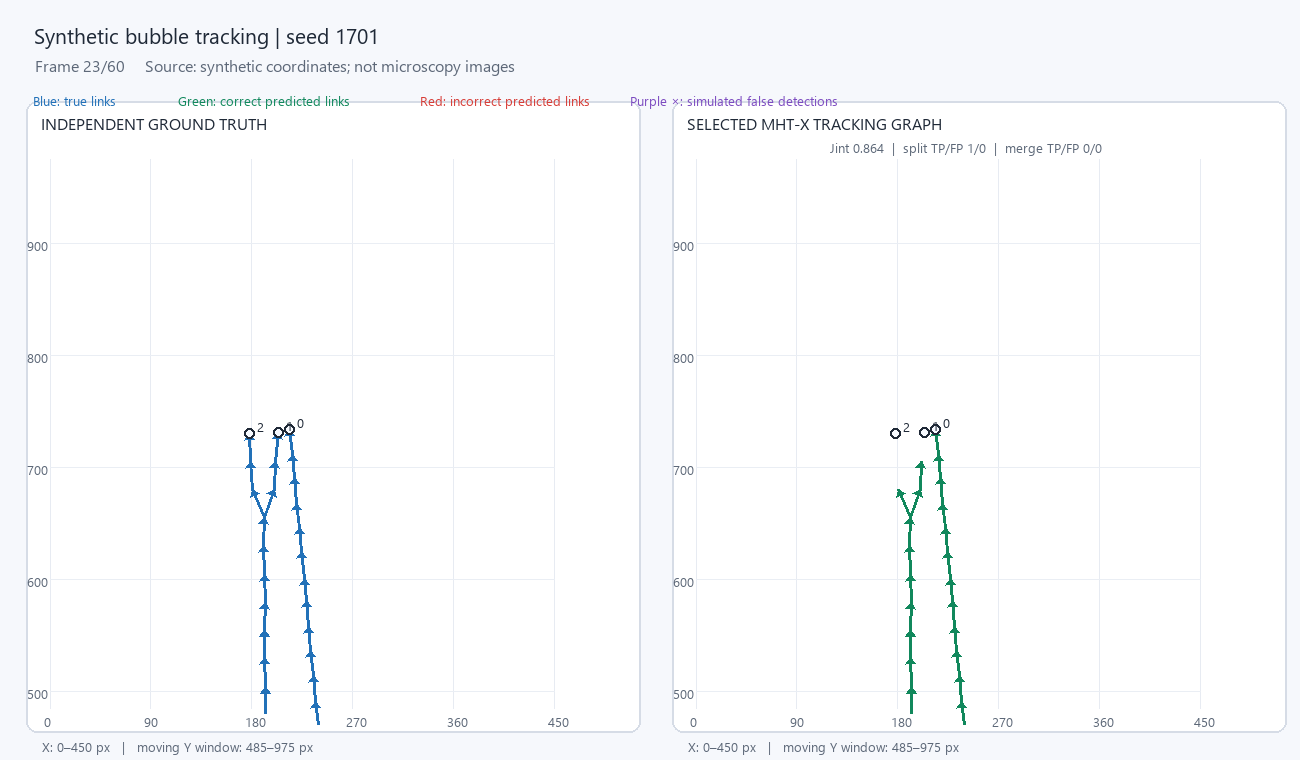 Synthetic bubble tracking | seed 1701
Frame 23/60 Source: synthetic coordinates; not microscopy images
Blue: true links Green: correct predicted links Red: incorrect predicted links Purple ×: simulated false detections
INDEPENDENT GROUND TRUTH
900
800
700
600
500
2
0
0 90 180 270 360 450
X: 0–450 px | moving Y window: 485–975 px
SELECTED MHT-X TRACKING GRAPH
Jint 0.864 | split TP/FP 1/0 | merge TP/FP 0/0
900
800
700
600
500
2
0
0 90 180 270 360 450
X: 0–450 px | moving Y window: 485–975 px